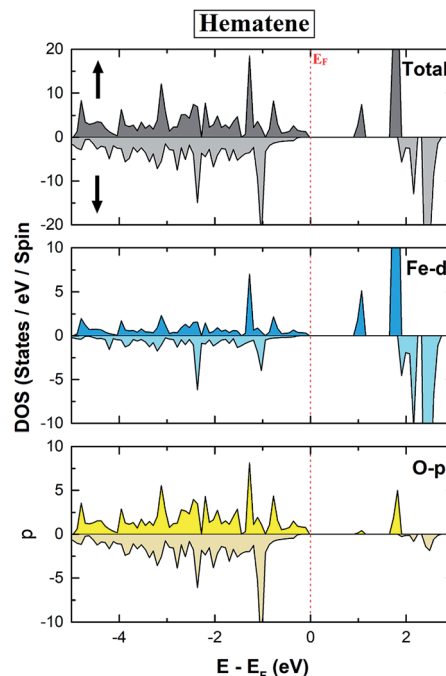 Hematene
E_F
Total
20
10
0
-10
-20
Fe-d
10
5
0
-5
-10
DOS (States / eV / Spin
O-p
10
5
0
-5
-10
p
-4 -2 0 2
E - E_F (eV)